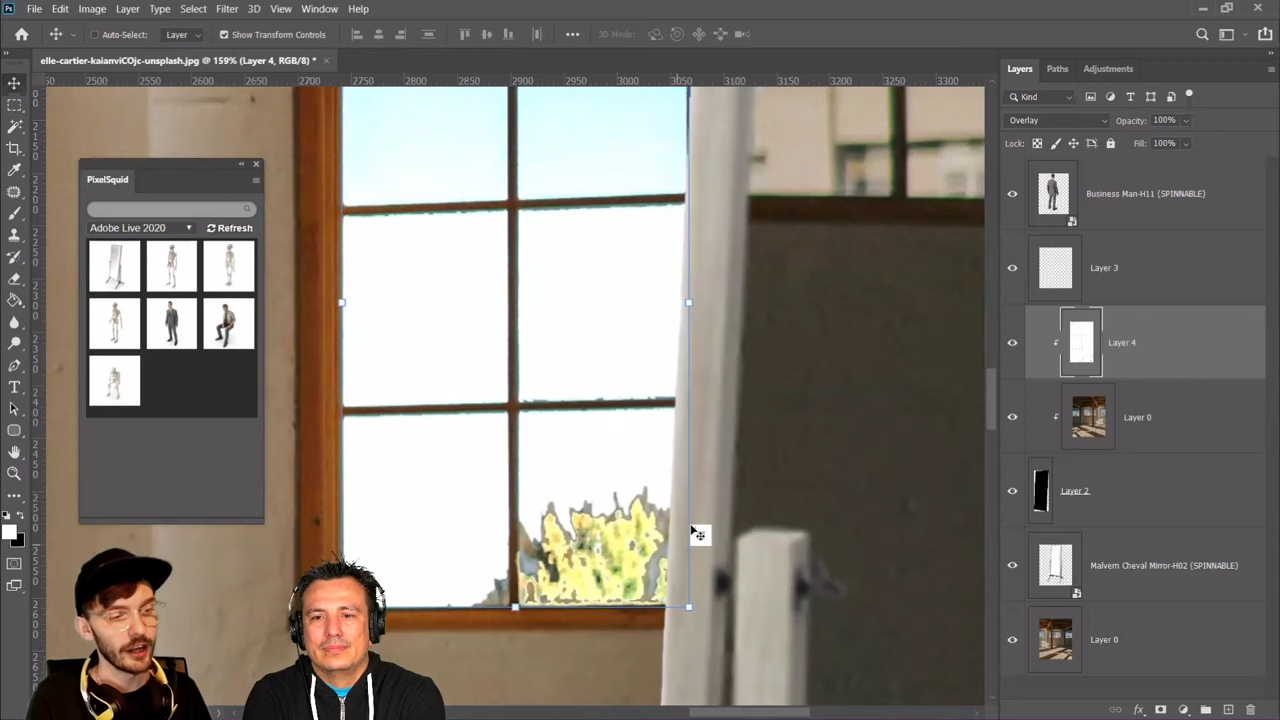 Ps File Edit Image Layer Type Select Filter 3D View Window Help
Auto-Select: Layer Show Transform Controls 3D Mode:
elle-cartier-kaianviCOjc-unsplash.jpg @ 159% (Layer 4, RGB/8) *
50 2500 2600 2700 2750 2800 2850 2900 2950 3000 3050 3100 3150 3200 3250 3300
Layers Paths Adjustments
Kind
Overlay Opacity: 100%
Lock: Fill: 100%
PixelSquid
Adobe Live 2020 Refresh
Business Man-H11 (SPINNABLE)
Layer 3
Layer 4
Layer 0
Layer 2
Malvern Cheval Mirror-H02 (SPINNABLE)
Layer 0
fx